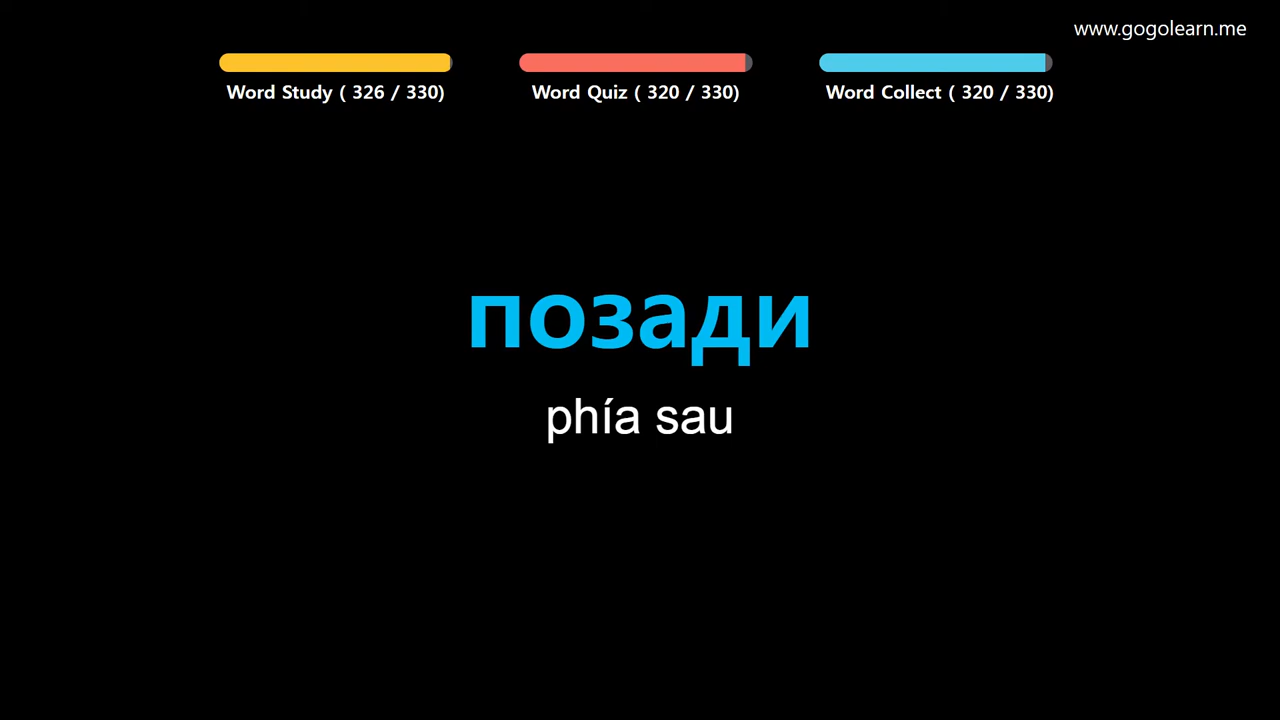 www.gogolearn.me
Word Study ( 326 / 330)
Word Quiz ( 320 / 330)
Word Collect ( 320 / 330)
позади
phía sau